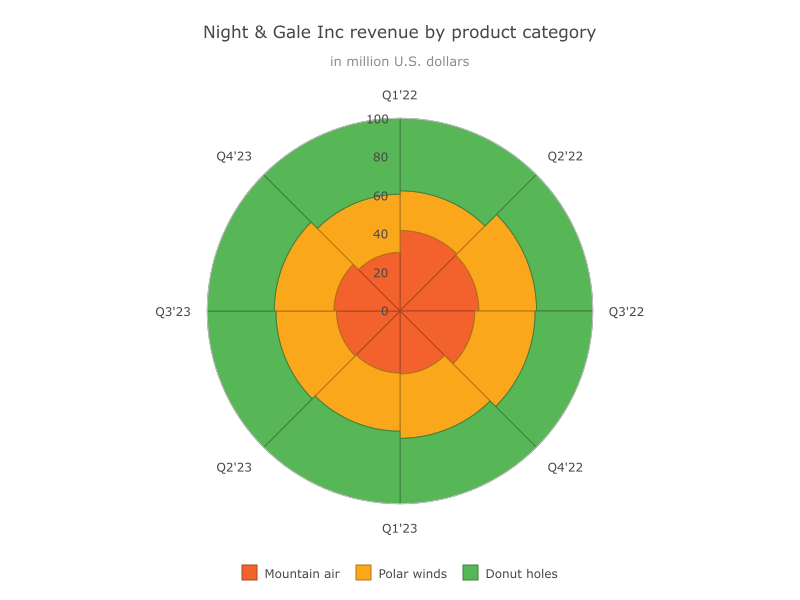 Night & Gale Inc revenue by product category
in million U.S. dollars
Q1'22
100
Q4'23
80
Q2'22
60
40
20
Q3'23
0
Q3'22
Q2'23
Q4'22
Q1'23
Mountain air
Polar winds
Donut holes